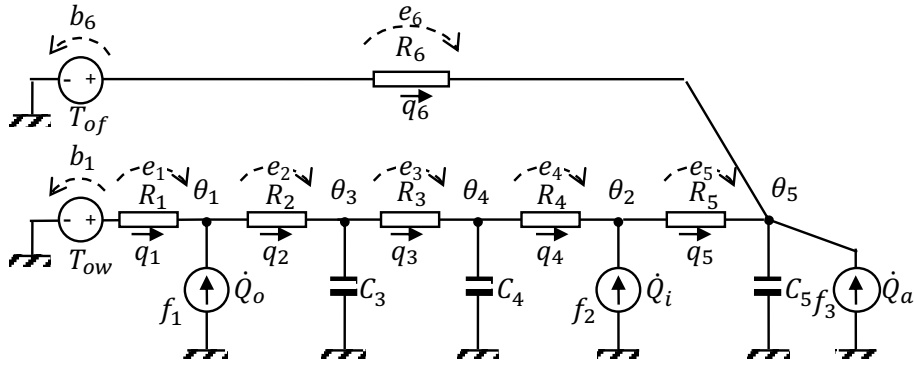 b₆ e₆
R₆
- +
q₆
Tₒf
b₁ e₁ e₂ e₃ e₄ e₅
R₁ θ₁ R₂ θ₃ R₃ θ₄ R₄ θ₂ R₅ θ₅
- +
Tₒw q₁ q₂ q₃ q₄ q₅
f₁ Q̇ₒ C₃ C₄ f₂ Q̇ᵢ C₅ f₃ Q̇ₐ